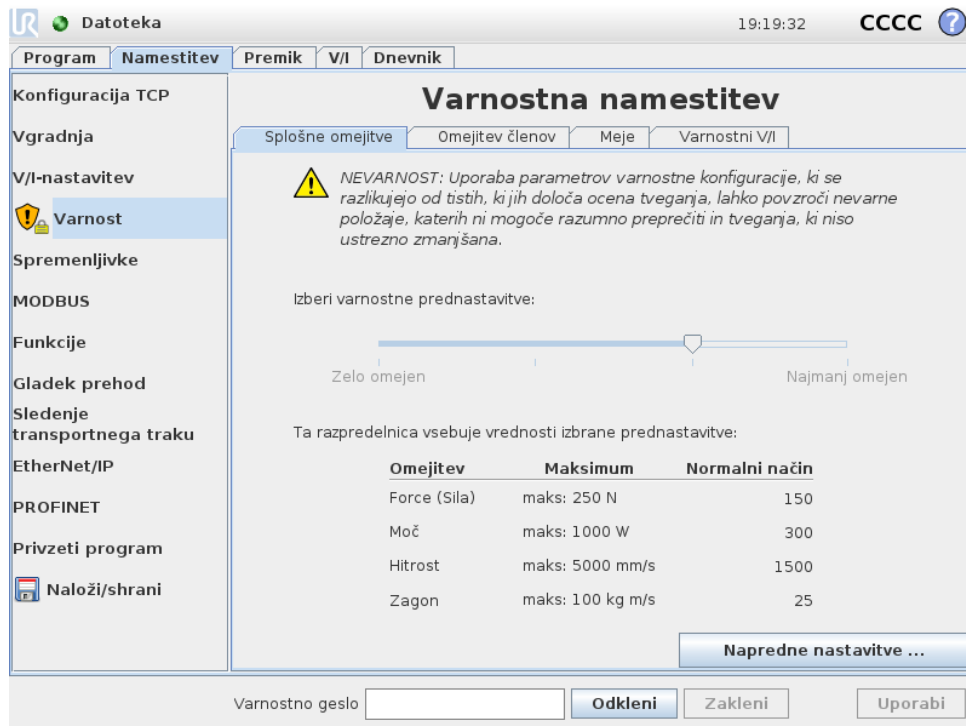 UR Datoteka 19:19:32 CCCC ?
Program Namestitev Premik V/I Dnevnik
Konfiguracija TCP
Vgradnja
V/I-nastavitev
Varnost
Spremenljivke
MODBUS
Funkcije
Gladek prehod
Sledenje
transportnega traku
EtherNet/IP
PROFINET
Privzeti program
Naloži/shrani
Varnostna namestitev
Splošne omejitve Omejitev členov Meje Varnostni V/I
NEVARNOST: Uporaba parametrov varnostne konfiguracije, ki se
razlikujejo od tistih, ki jih določa ocena tveganja, lahko povzroči nevarne
položaje, katerih ni mogoče razumno preprečiti in tveganja, ki niso
ustrezno zmanjšana.
Izberi varnostne prednastavitve:
Zelo omejen Najmanj omejen
Ta razpredelnica vsebuje vrednosti izbrane prednastavitve:
Omejitev Maksimum Normalni način
Force (Sila) maks: 250 N 150
Moč maks: 1000 W 300
Hitrost maks: 5000 mm/s 1500
Zagon maks: 100 kg m/s 25
Napredne nastavitve ...
Varnostno geslo Odkleni Zakleni Uporabi